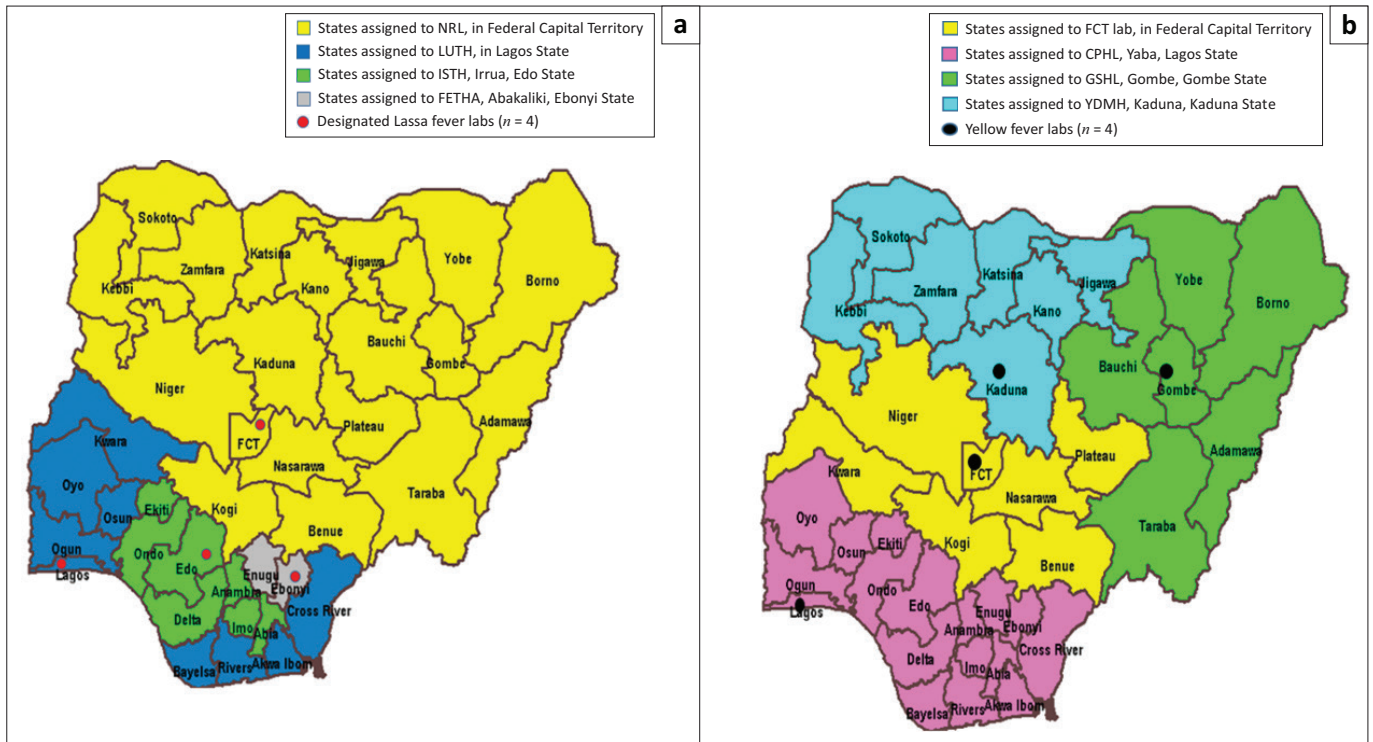 a
States assigned to NRL, in Federal Capital Territory
States assigned to LUTH, in Lagos State
States assigned to ISTH, Irrua, Edo State
States assigned to FETHA, Abakaliki, Ebonyi State
Designated Lassa fever labs (n = 4)
Sokoto
Katsina
Jigawa
Yobe
Zamfara
Kebbi
Kano
Borno
Bauchi
Kaduna
Gombe
Niger
Plateau
Adamawa
FCT
Kwara
Nasarawa
Oyo
Taraba
Osun
Ekiti
Kogi
Benue
Ogun
Ondo
Edo
Lagos
Enugu
Ebonyi
Anambra
Cross River
Delta
Imo
Abia
Bayelsa
Rivers
Akwa Ibom
b
States assigned to FCT lab, in Federal Capital Territory
States assigned to CPHL, Yaba, Lagos State
States assigned to GSHL, Gombe, Gombe State
States assigned to YDMH, Kaduna, Kaduna State
Yellow fever labs (n = 4)
Sokoto
Katsina
Jigawa
Yobe
Zamfara
Kebbi
Kano
Borno
Bauchi
Kaduna
Gombe
Niger
Plateau
Adamawa
FCT
Kwara
Nasarawa
Oyo
Taraba
Osun
Ekiti
Kogi
Benue
Ogun
Ondo
Lagos
Edo
Enugu
Anambra
Ebonyi
Cross River
Delta
Imo
Abia
Bayelsa
Rivers
Akwa Ibom